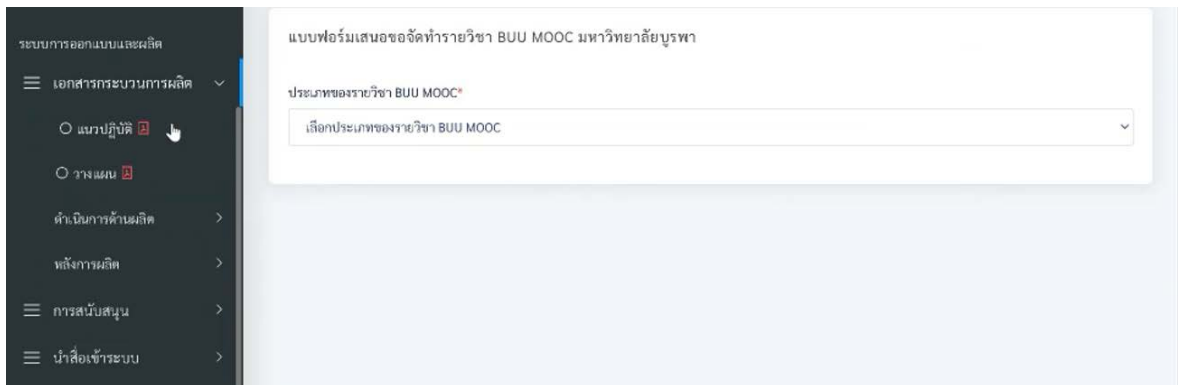 ระบบการออกแบบและผลิต
เอกสารกระบวนการผลิต
แนวปฏิบัติ
วางแผน
ดำเนินการด้านผลิต
หลังการผลิต
การสนับสนุน
นำสื่อเข้าระบบ
แบบฟอร์มเสนอขอจัดทำรายวิชา BUU MOOC มหาวิทยาลัยบูรพา
ประเภทของรายวิชา BUU MOOC*
เลือกประเภทของรายวิชา BUU MOOC